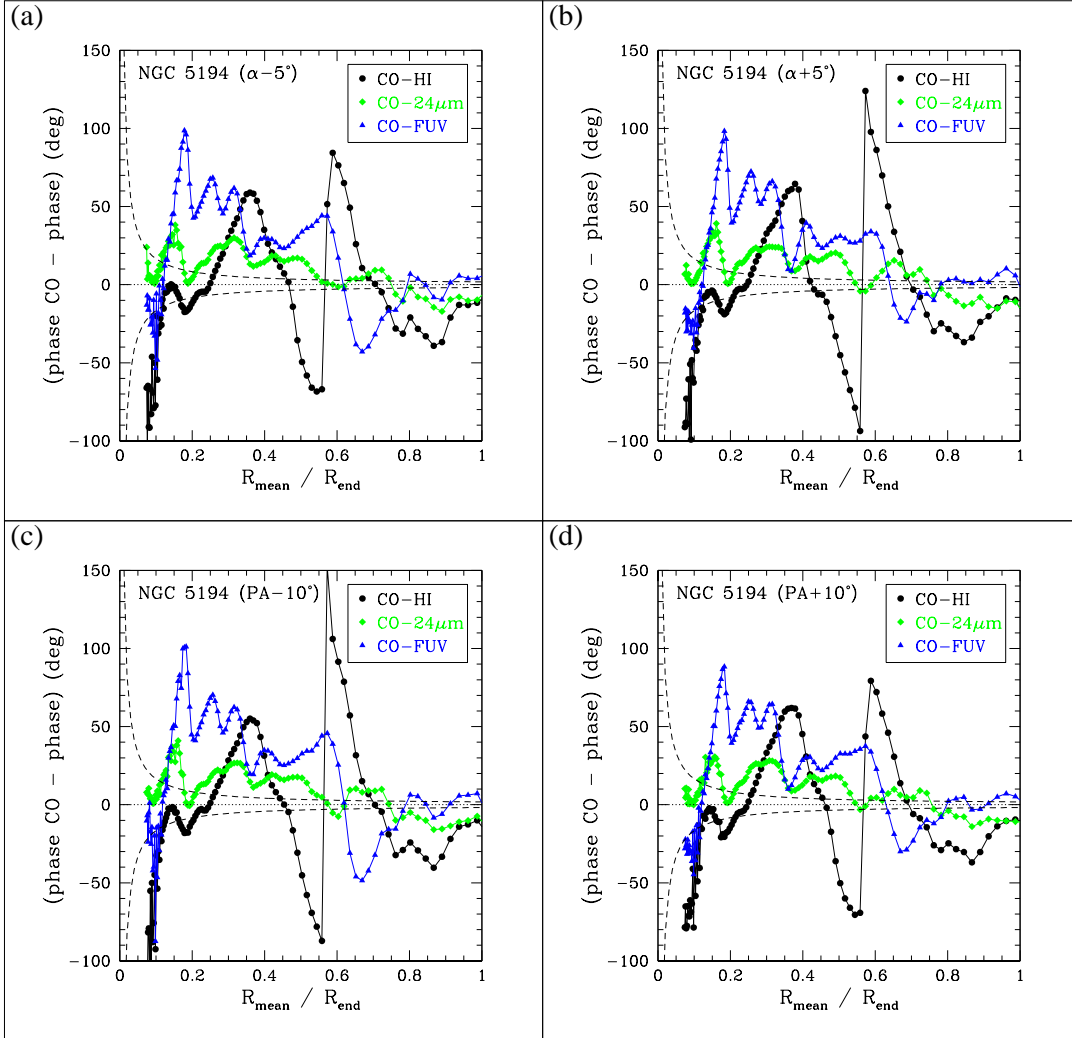 (a)
NGC 5194 (α−5°)
CO−HI
CO−24μm
CO−FUV
150
100
50
0
−50
−100
(phase CO − phase) (deg)
0
0.2
0.4
0.6
0.8
1
R_mean / R_end
(b)
NGC 5194 (α+5°)
CO−HI
CO−24μm
CO−FUV
150
100
50
0
−50
−100
(phase CO − phase) (deg)
0
0.2
0.4
0.6
0.8
1
R_mean / R_end
(c)
NGC 5194 (PA−10°)
CO−HI
CO−24μm
CO−FUV
150
100
50
0
−50
−100
(phase CO − phase) (deg)
0
0.2
0.4
0.6
0.8
1
R_mean / R_end
(d)
NGC 5194 (PA+10°)
CO−HI
CO−24μm
CO−FUV
150
100
50
0
−50
−100
(phase CO − phase) (deg)
0
0.2
0.4
0.6
0.8
1
R_mean / R_end